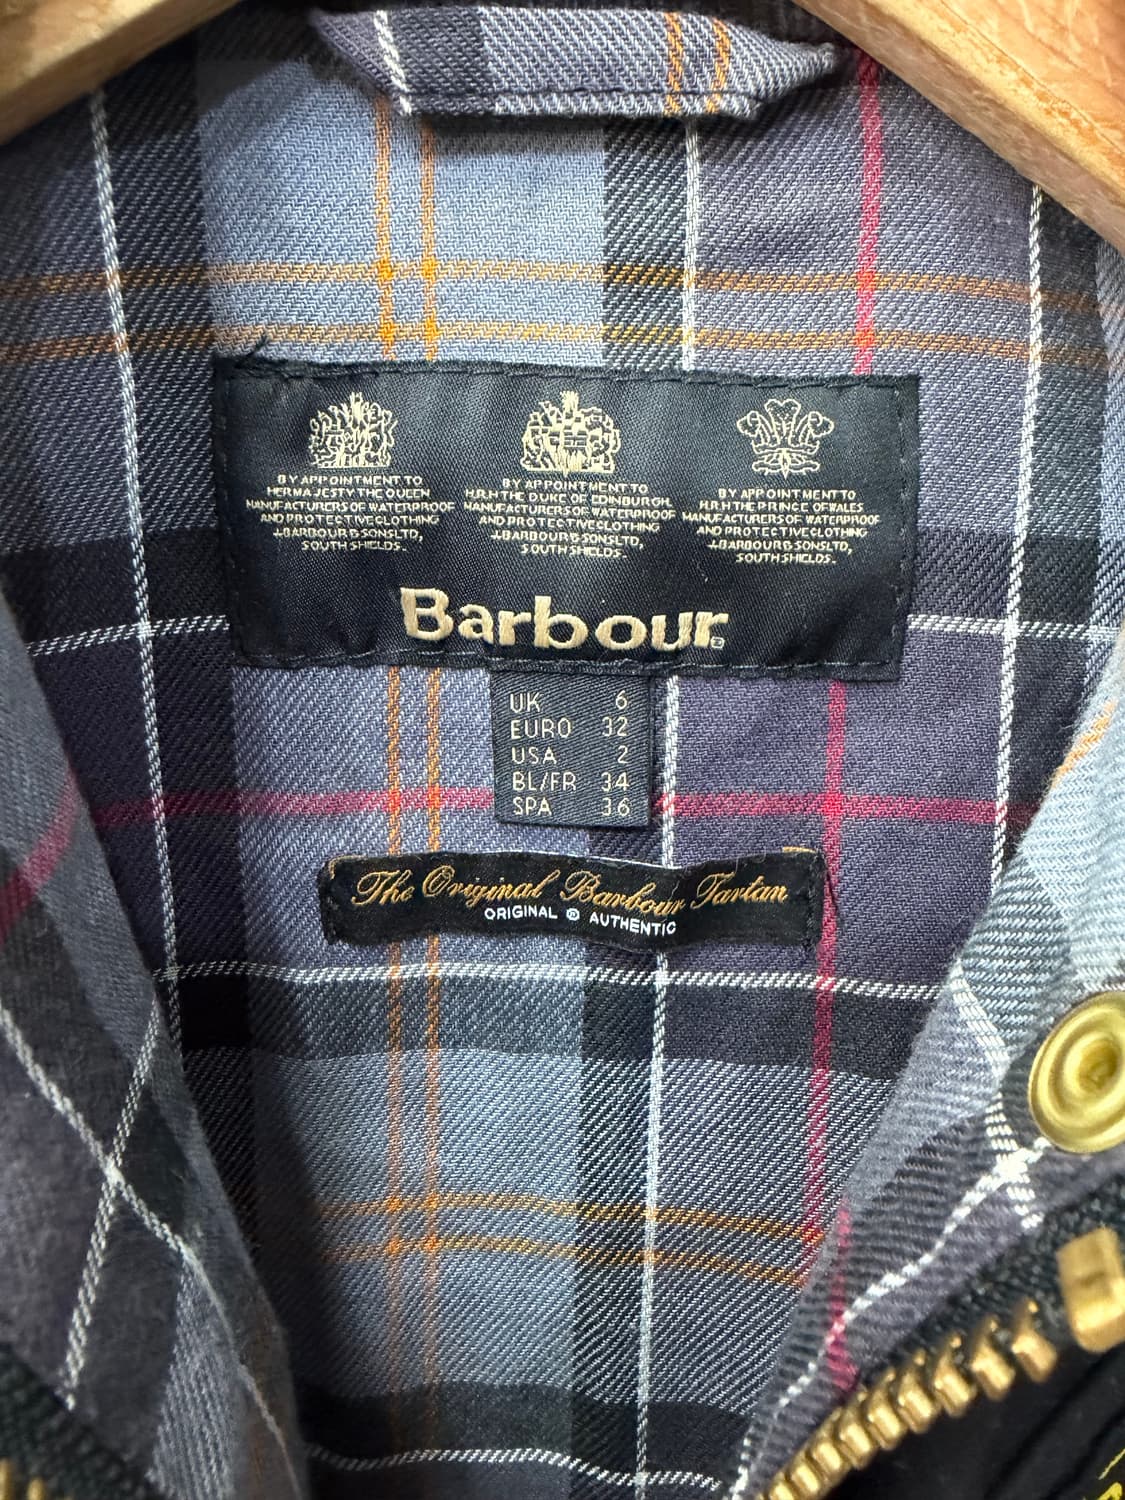 BY APPOINTMENT TO
HER MAJESTY THE QUEEN
MANUFACTURERS OF WATERPROOF
AND PROTECTIVE CLOTHING
J. BARBOUR & SONS LTD,
SOUTH SHIELDS.
BY APPOINTMENT TO
H.R.H THE DUKE OF EDINBURGH
MANUFACTURERS OF WATERPROOF
AND PROTECTIVE CLOTHING
J. BARBOUR & SONS LTD,
SOUTH SHIELDS.
BY APPOINTMENT TO
H.R.H THE PRINCE OF WALES
MANUFACTURERS OF WATERPROOF
AND PROTECTIVE CLOTHING
J. BARBOUR & SONS LTD,
SOUTH SHIELDS.
Barbour®
UK 6
EURO 32
USA 2
BL/FR 34
SPA 36
The Original Barbour Tartan
ORIGINAL ® AUTHENTIC